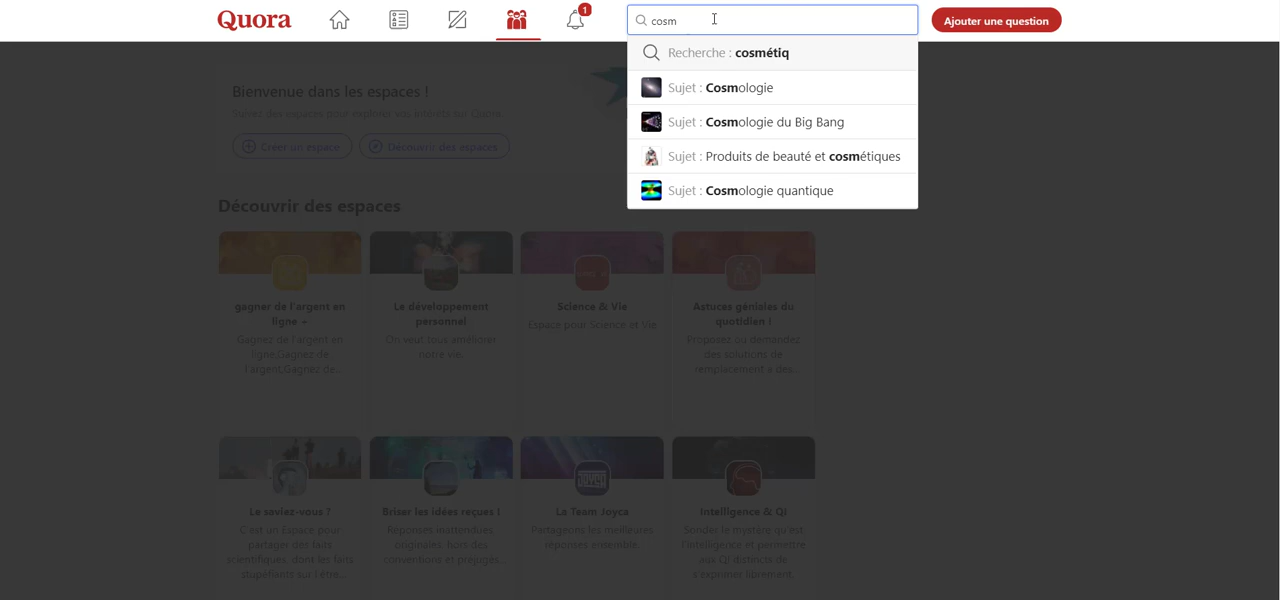 Quora
1
cosm
Ajouter une question
Recherche : cosmétiq
Sujet : Cosmologie
Sujet : Cosmologie du Big Bang
Sujet : Produits de beauté et cosmétiques
Sujet : Cosmologie quantique
Bienvenue dans les espaces !
Suivez des espaces pour explorer vos intérêts sur Quora.
Créer un espace
Découvrir des espaces
Découvrir des espaces
gagner de l'argent en
ligne +
Gagnez de l'argent en
ligne,Gagnez de
l'argent,Gagnez de...
Le développement
personnel
On veut tous améliorer
notre vie.
Science & Vie
Espace pour Science et Vie
Astuces géniales du
quotidien !
Proposez ou demandez
des solutions de
remplacement à des...
Le saviez-vous ?
C'est un Espace pour
partager des faits
scientifiques, dont les faits
stupéfiants sur l'être...
Briser les idées reçues !
Réponses inattendues,
originales, hors des
conventions et préjugés...
La Team Joyca
Partageons les meilleures
réponses ensemble.
Intelligence & QI
Sonder le mystère qu'est
l'intelligence et permettre
aux QI distincts de
s'exprimer librement.